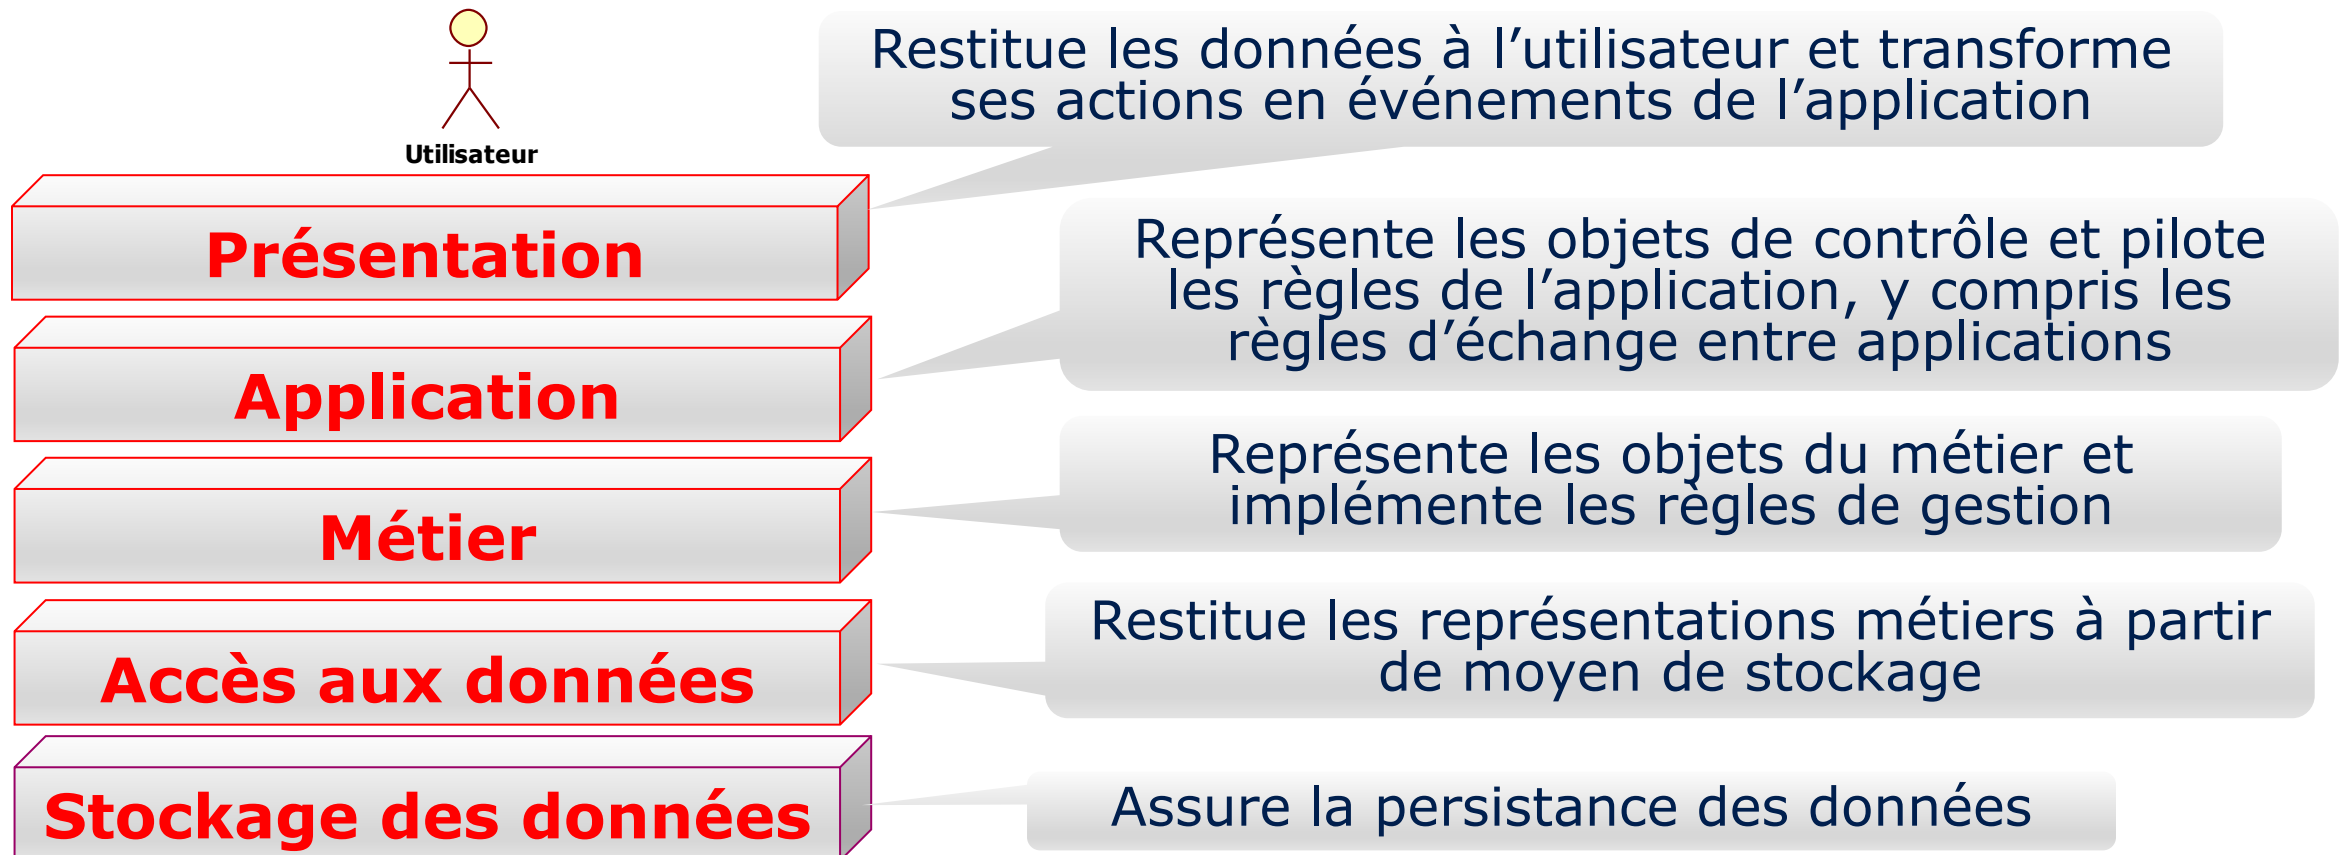 Utilisateur
Restitue les données à l’utilisateur et transforme
ses actions en événements de l’application
Présentation
Représente les objets de contrôle et pilote
les règles de l’application, y compris les
règles d’échange entre applications
Application
Représente les objets du métier et
implémente les règles de gestion
Métier
Restitue les représentations métiers à partir
de moyen de stockage
Accès aux données
Assure la persistance des données
Stockage des données